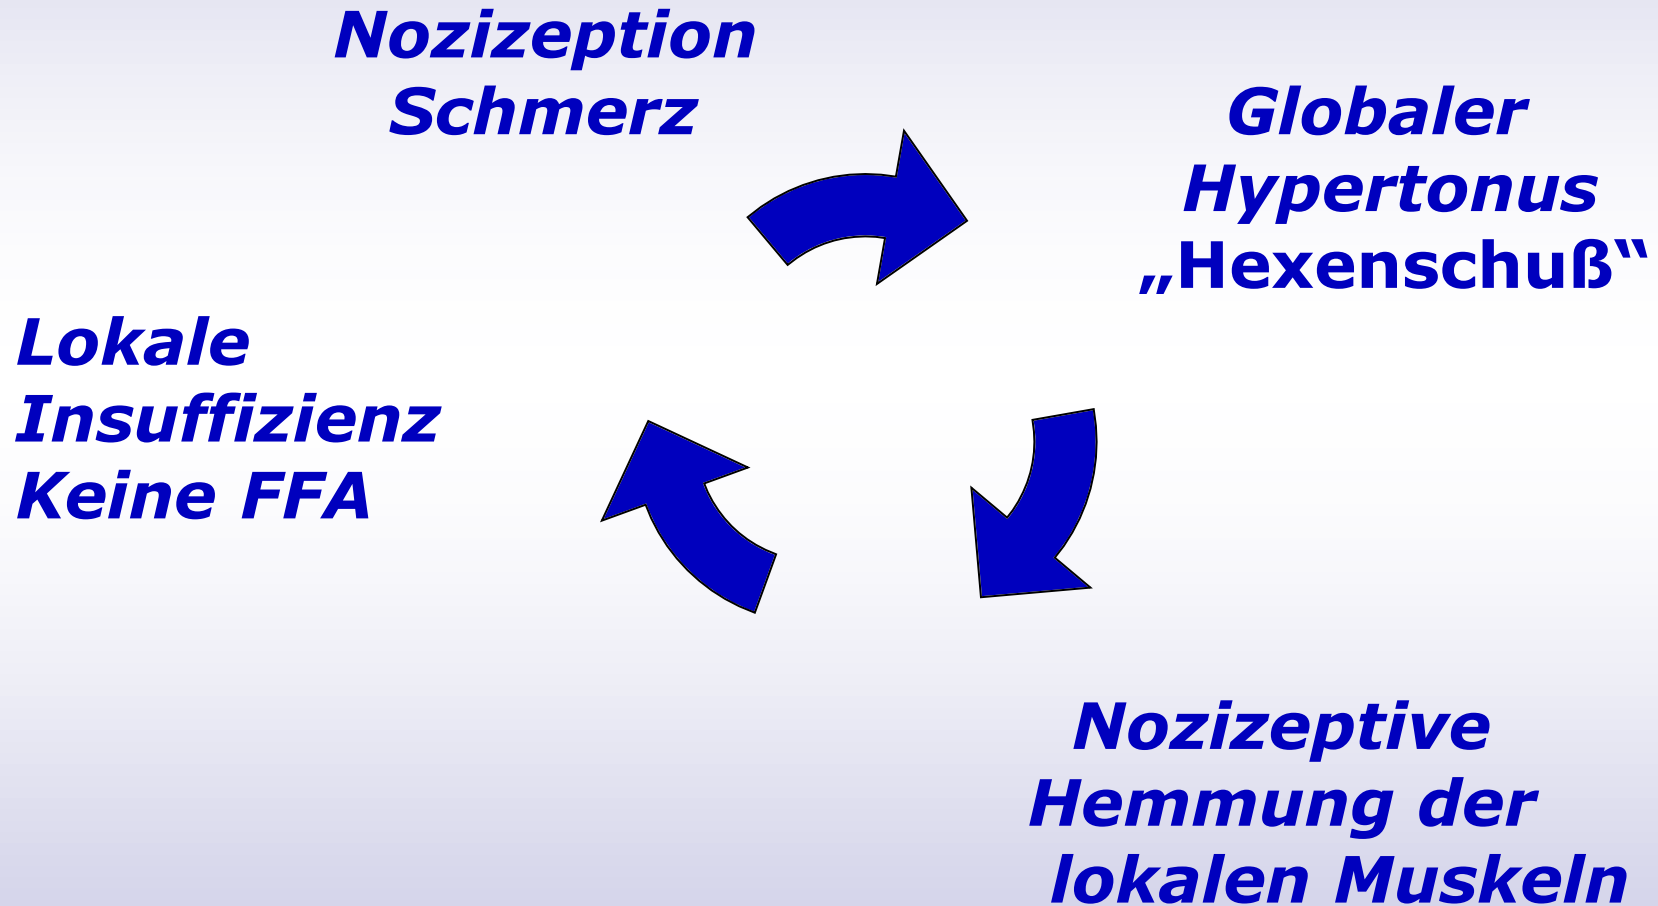 Nozizeption
Schmerz
Globaler
Hypertonus
„Hexenschuß“
Lokale
Insuffizienz
Keine FFA
Nozizeptive
Hemmung der
lokalen Muskeln